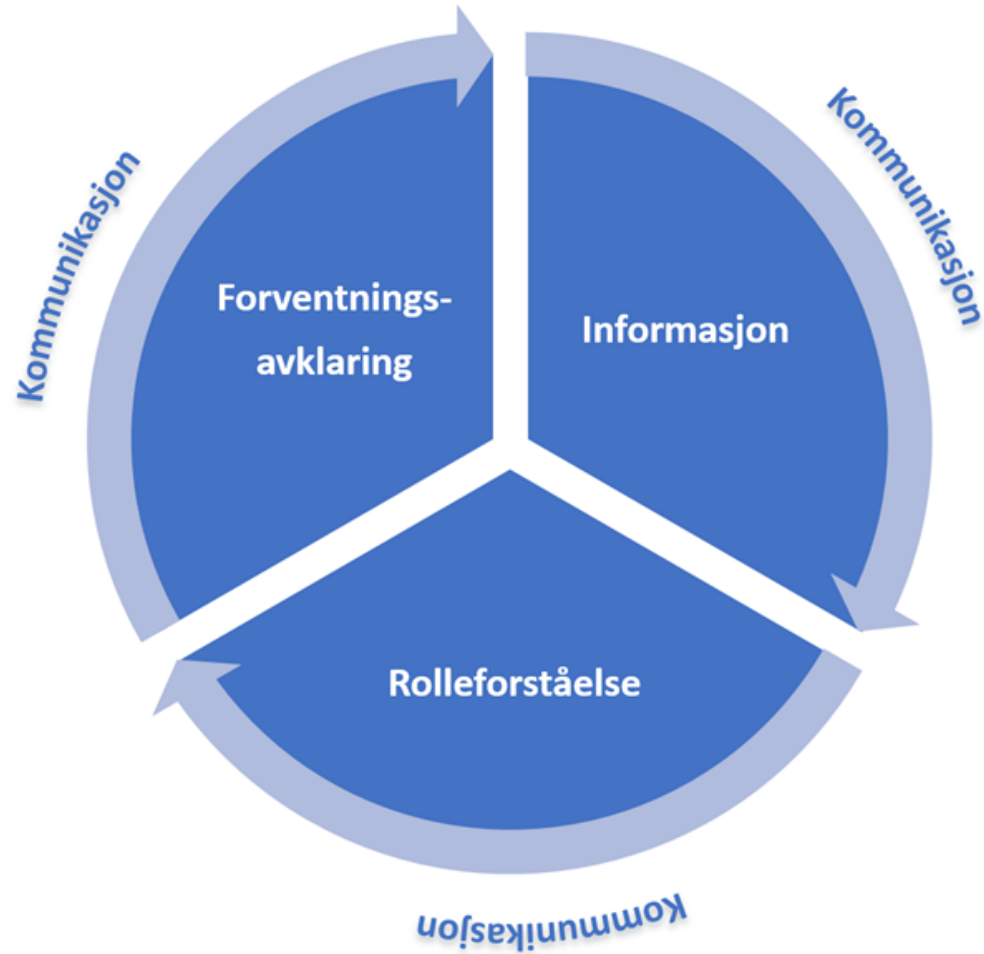 Kommunikasjon
Kommunikasjon
Forventnings-
avklaring
Informasjon
Rolleforståelse
Kommunikasjon